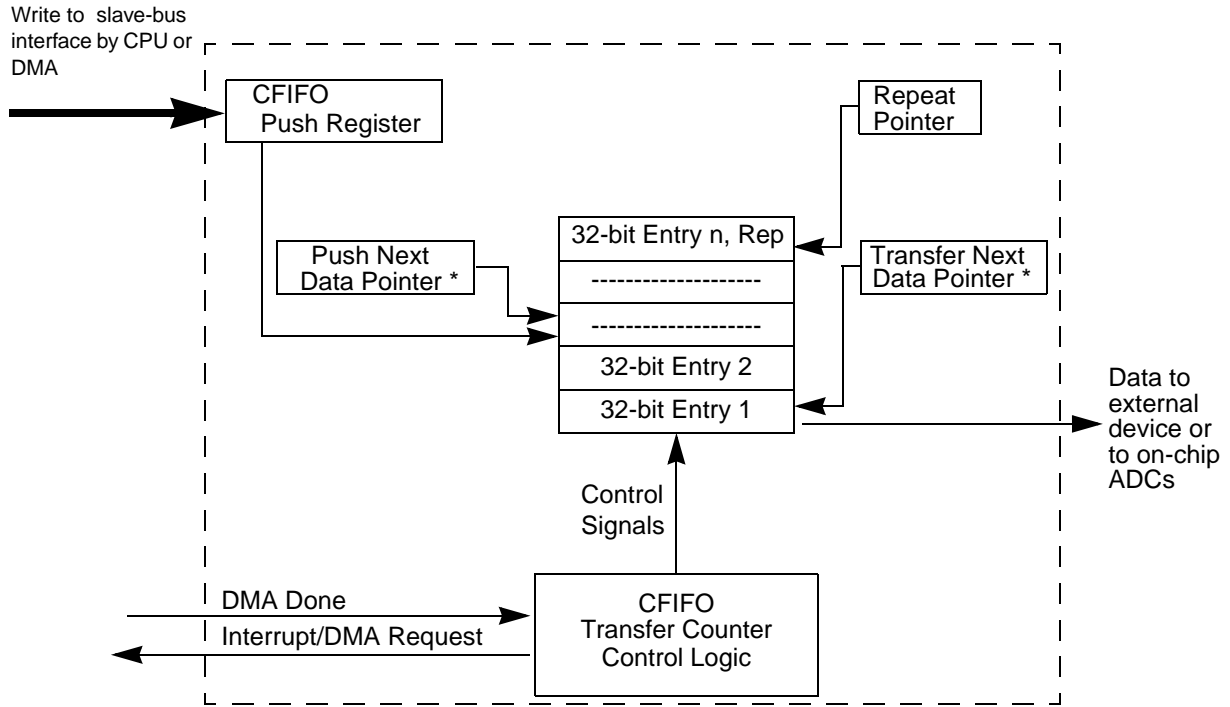 Write to slave-bus
interface by CPU or
DMA
CFIFO
Push Register
Repeat
Pointer
32-bit Entry n, Rep
Push Next
Data Pointer *
Transfer Next
Data Pointer *
--------------------
--------------------
32-bit Entry 2
32-bit Entry 1
Data to
external
device or
to on-chip
ADCs
Control
Signals
DMA Done
Interrupt/DMA Request
CFIFO
Transfer Counter
Control Logic